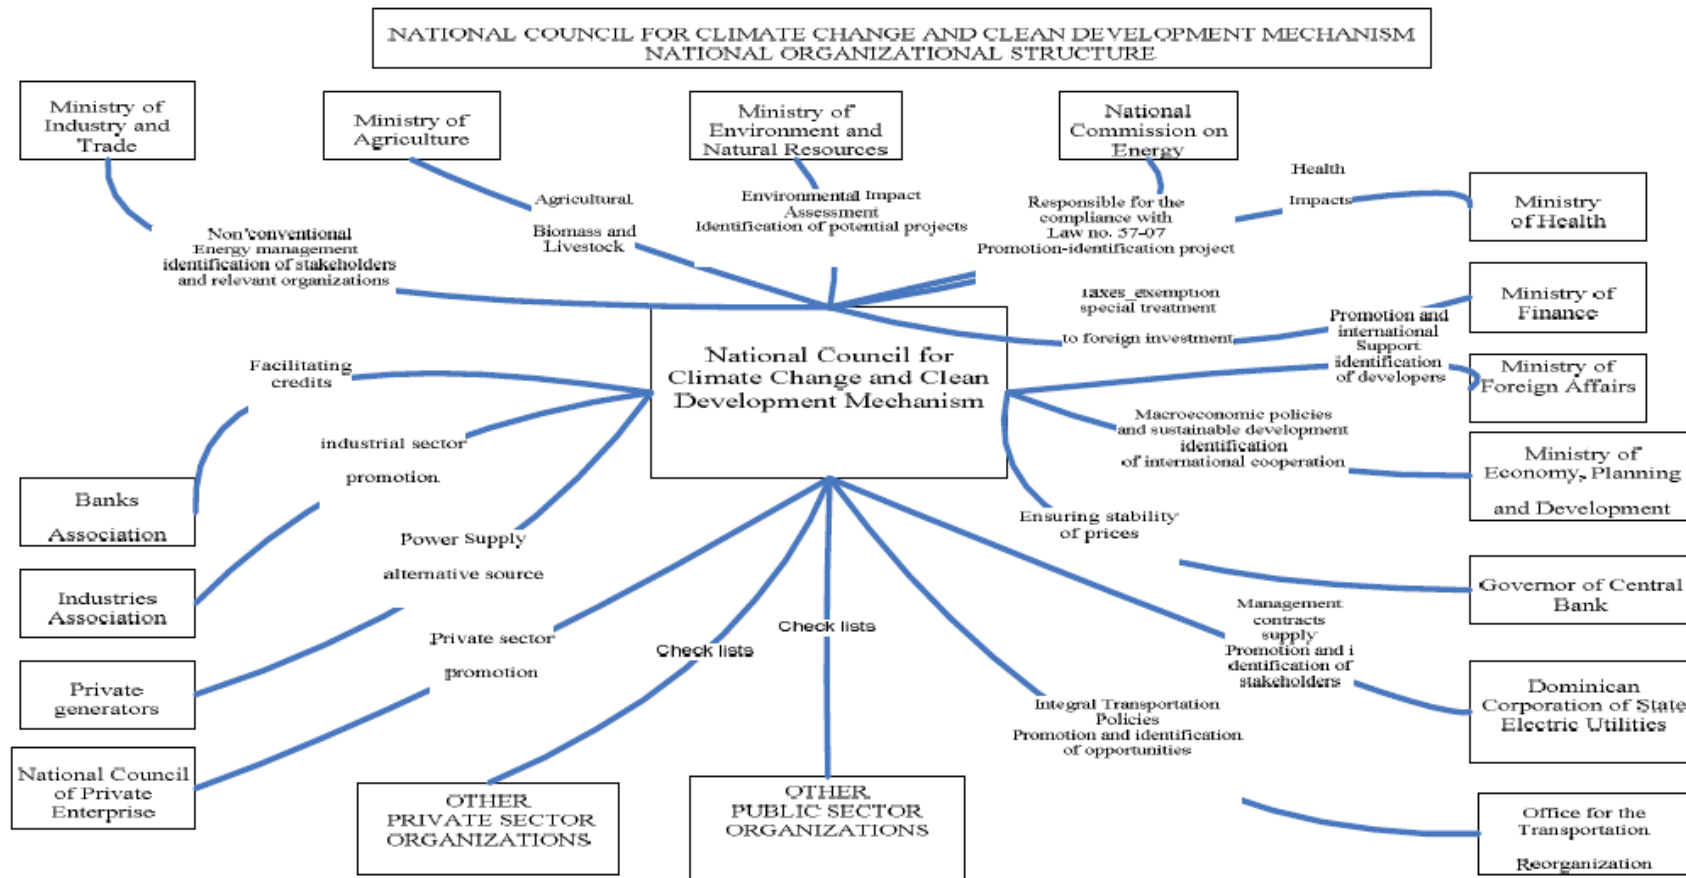 NATIONAL COUNCIL FOR CLIMATE CHANGE AND CLEAN DEVELOPMENT MECHANISM
NATIONAL ORGANIZATIONAL STRUCTURE
Ministry of
Industry and
Trade
Ministry of
Agriculture
Ministry of
Environment and
Natural Resources
National
Commission on
Energy
Health
Impacts
Ministry
of Health
Agricultural
Biomass and
Livestock
Environmental Impact
Assessment
Identification of potential projects
Responsible for the
compliance with
Law no. 57-07
Promotion-identification project
Non'conventional
Energy management
identification of stakeholders
and relevant organizations
Taxes_exemption
special treatment
to foreign investment
Ministry of
Finance
Promotion and
international
Support
identification
of developers
Ministry of
Foreign Affairs
National Council for
Climate Change and Clean
Development Mechanism
Facilitating
credits
Macroeconomic policies
and sustainable development
identification
of international cooperation
Ministry of
Economy, Planning
and Development
industrial sector
promotion
Banks
Association
Ensuring stability
of prices
Power Supply
alternative source
Industries
Association
Governor of Central
Bank
Management
contracts
supply
Promotion and i
dentification of
stakeholders
Private sector
promotion
Check lists
Check lists
Private
generators
Dominican
Corporation of State
Electric Utilities
Integral Transportation
Policies
Promotion and identification
of opportunities
National Council
of Private
Enterprise
OTHER
PRIVATE SECTOR
ORGANIZATIONS
OTHER
PUBLIC SECTOR
ORGANIZATIONS
Office for the
Transportation
Reorganization